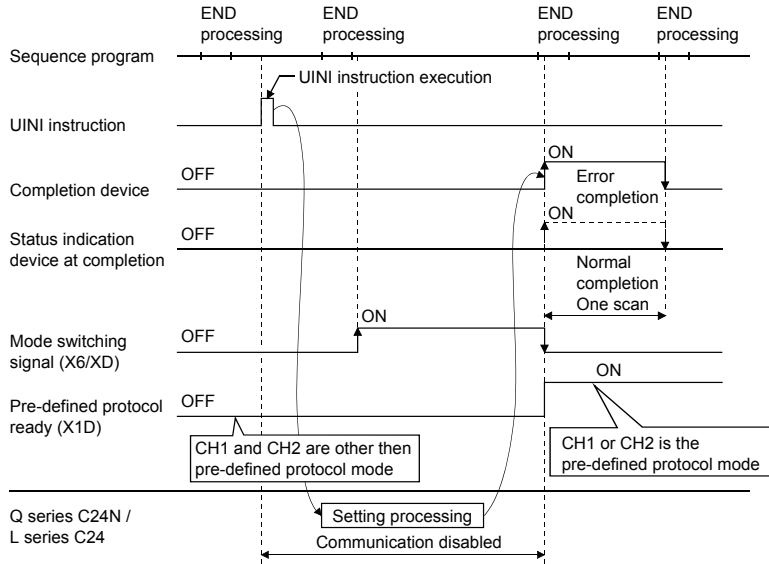 END processing
END processing
END processing
END processing
Sequence program
UINI instruction execution
UINI instruction
ON
OFF
Completion device
Error completion
ON
OFF
Status indication
device at completion
Normal completion
One scan
ON
OFF
Mode switching
signal (X6/XD)
ON
OFF
Pre-defined protocol
ready (X1D)
CH1 and CH2 are other then
pre-defined protocol mode
CH1 or CH2 is the
pre-defined protocol mode
Q series C24N /
L series C24
Setting processing
Communication disabled